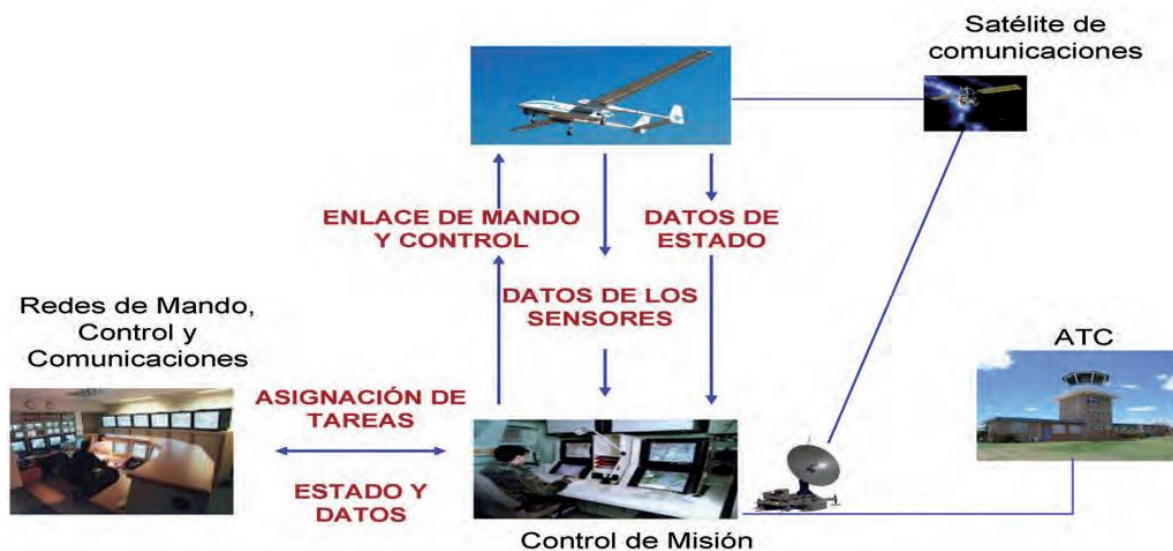 Satélite de
comunicaciones
ENLACE DE MANDO
Y CONTROL
DATOS DE
ESTADO
DATOS DE LOS
SENSORES
Redes de Mando,
Control y
Comunicaciones
ATC
ASIGNACIÓN DE
TAREAS
ESTADO Y
DATOS
Control de Misión